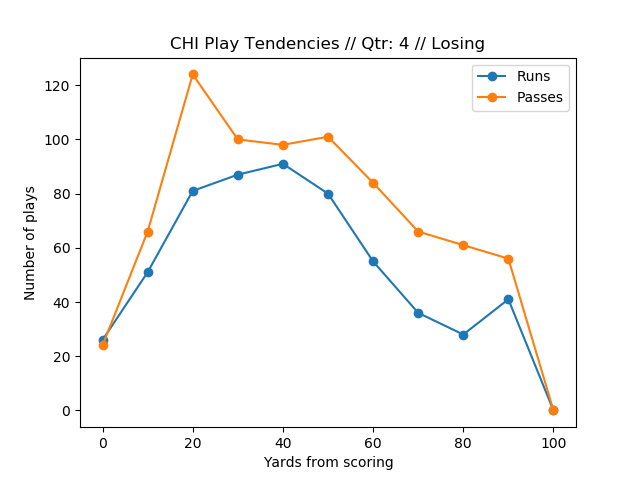 CHI Play Tendencies // Qtr: 4 // Losing
Runs
Passes
Number of plays
120
100
80
60
40
20
0
0 20 40 60 80 100
Yards from scoring